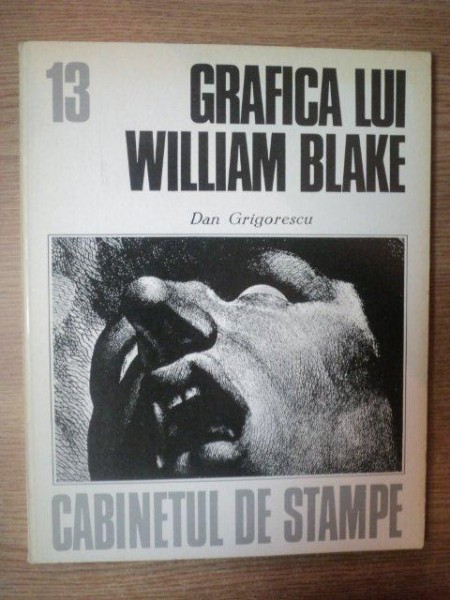 13
GRAFICA LUI
WILLIAM BLAKE
Dan Grigorescu
CABINETUL DE STAMPE